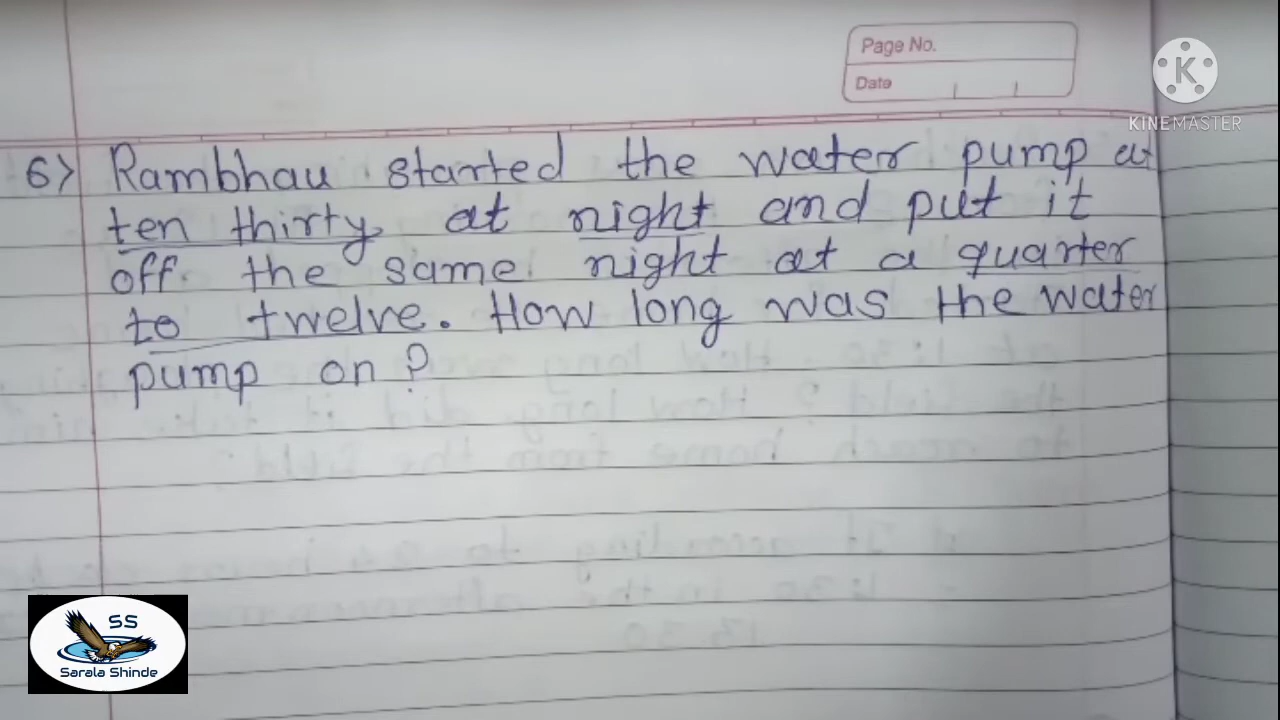 Page No.
Date
KINEMASTER
6) Rambhau started the water pump at
ten thirty at night and put it
off the same night at a quarter
to twelve. How long was the water
pump on?
SS
Sarala Shinde